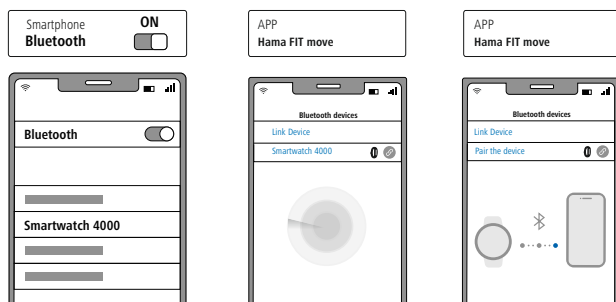 Smartphone ON
Bluetooth
Bluetooth
Smartwatch 4000
APP
Hama FIT move
Bluetooth devices
Link Device
Smartwatch 4000
APP
Hama FIT move
Bluetooth devices
Link Device
Pair the device